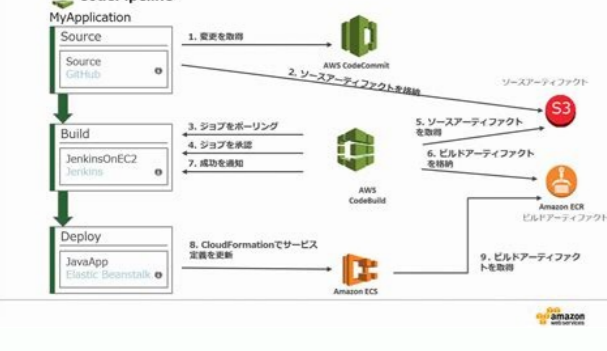 CodePipeline
MyApplication
Source
Source
GitHub
1. 変更を取得
AWS CodeCommit
2. ソースアーティファクトを格納
ソースアーティファクト
S3
Build
JenkinsOnEC2
Jenkins
3. ジョブをポーリング
4. ジョブを承認
7. 成功を通知
5. ソースアーティファクト
を取得
6. ビルドアーティファクト
を格納
AWS
CodeBuild
Amazon ECR
ビルドアーティファクト
Deploy
JavaApp
Elastic Beanstalk
8. CloudFormationでサービス
定義を更新
Amazon ECS
9. ビルドアーティファク
トを取得
amazon
web services